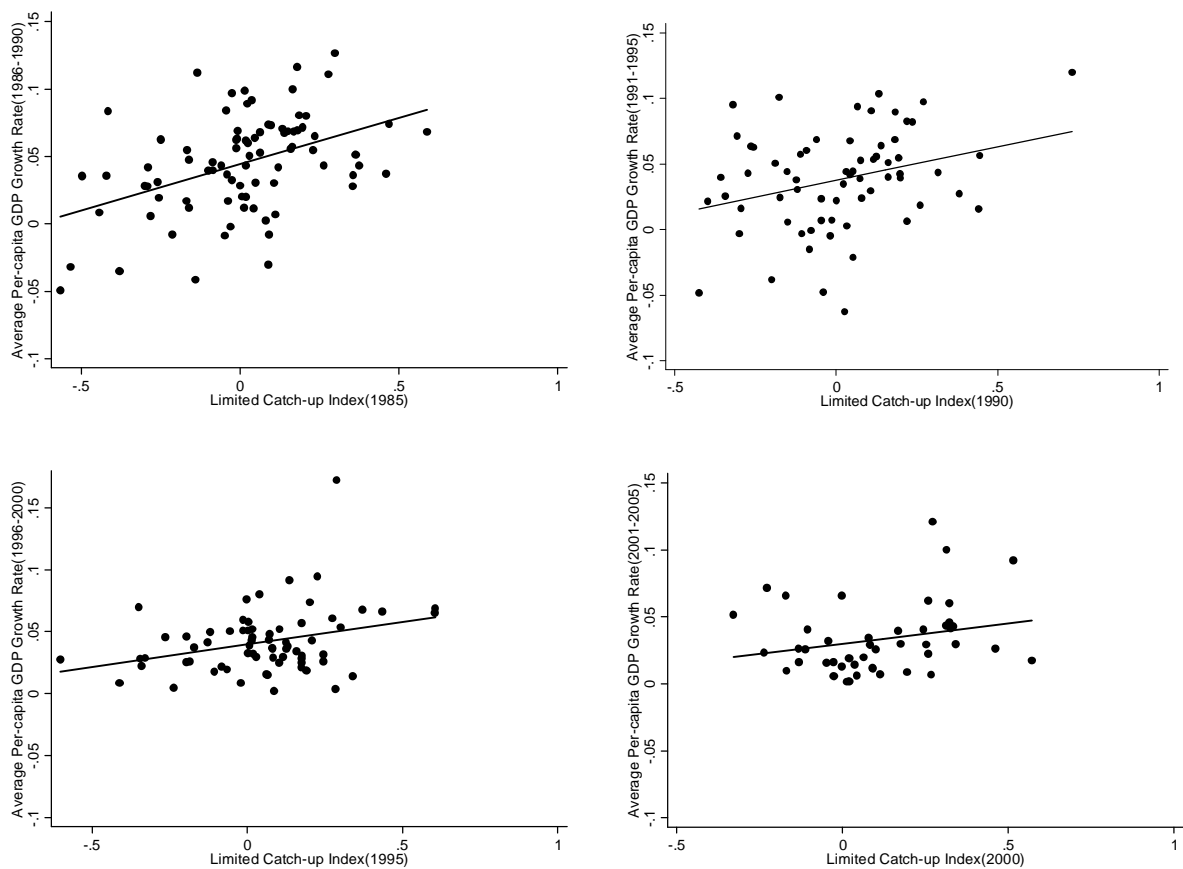 Average Per-capita GDP Growth Rate(1986-1990)
.15
.1
.05
0
-.05
-.1
-.5 0 .5 1
Limited Catch-up Index(1985)
Average Per-capita GDP Growth Rate(1991-1995)
.15
.1
.05
0
-.05
-.1
-.5 0 .5 1
Limited Catch-up Index(1990)
Average Per-capita GDP Growth Rate(1996-2000)
.15
.1
.05
0
-.05
-.1
-.5 0 .5 1
Limited Catch-up Index(1995)
Average Per-capita GDP Growth Rate(2001-2005)
.15
.1
.05
0
-.05
-.1
-.5 0 .5 1
Limited Catch-up Index(2000)